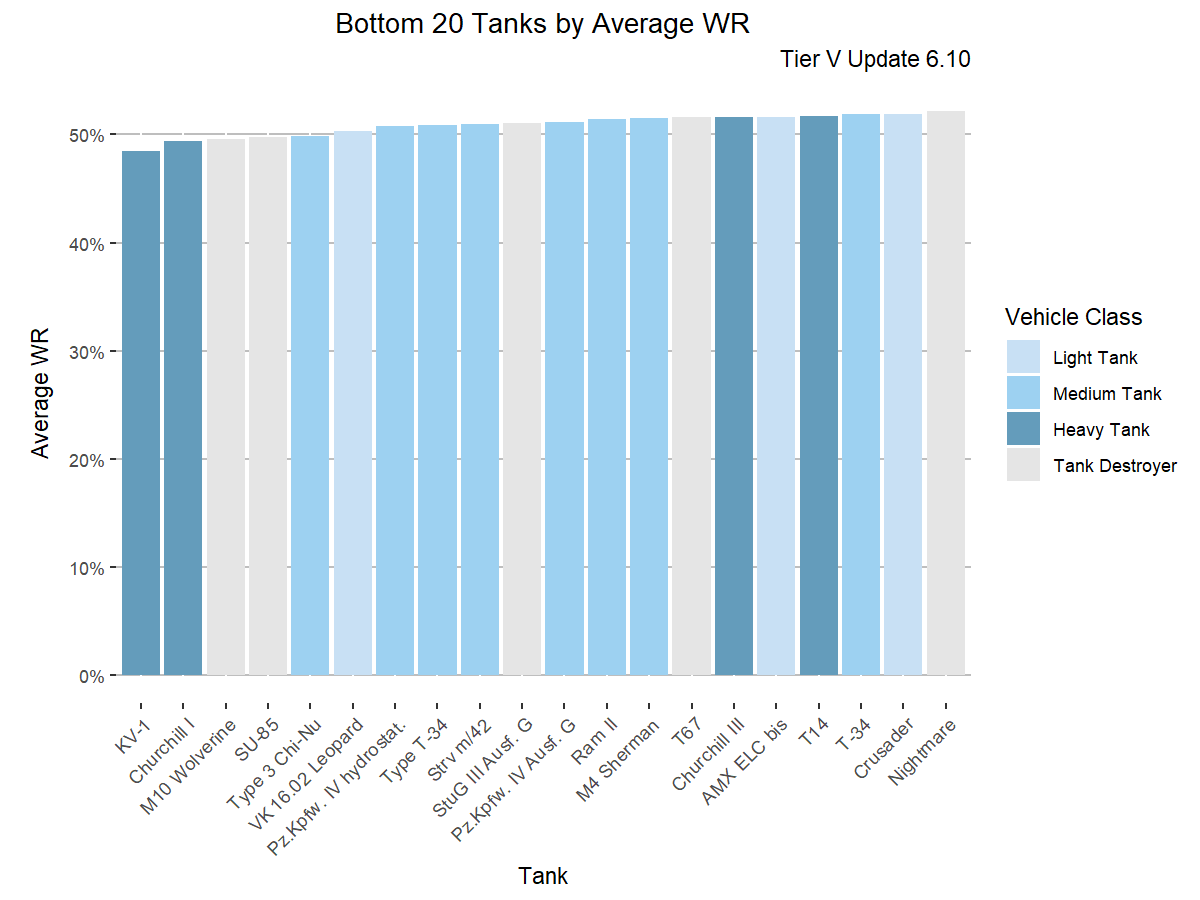 Bottom 20 Tanks by Average WR
Tier V Update 6.10
Average WR
50%
40%
30%
20%
10%
0%
KV-1
Churchill I
M10 Wolverine
SU-85
Type 3 Chi-Nu
VK 16.02 Leopard
Pz.Kpfw. IV hydrostat.
Type T-34
Strv m/42
StuG III Ausf. G
Pz.Kpfw. IV Ausf. G
Ram II
M4 Sherman
T67
Churchill III
AMX ELC bis
T14
T-34
Crusader
Nightmare
Tank
Vehicle Class
Light Tank
Medium Tank
Heavy Tank
Tank Destroyer